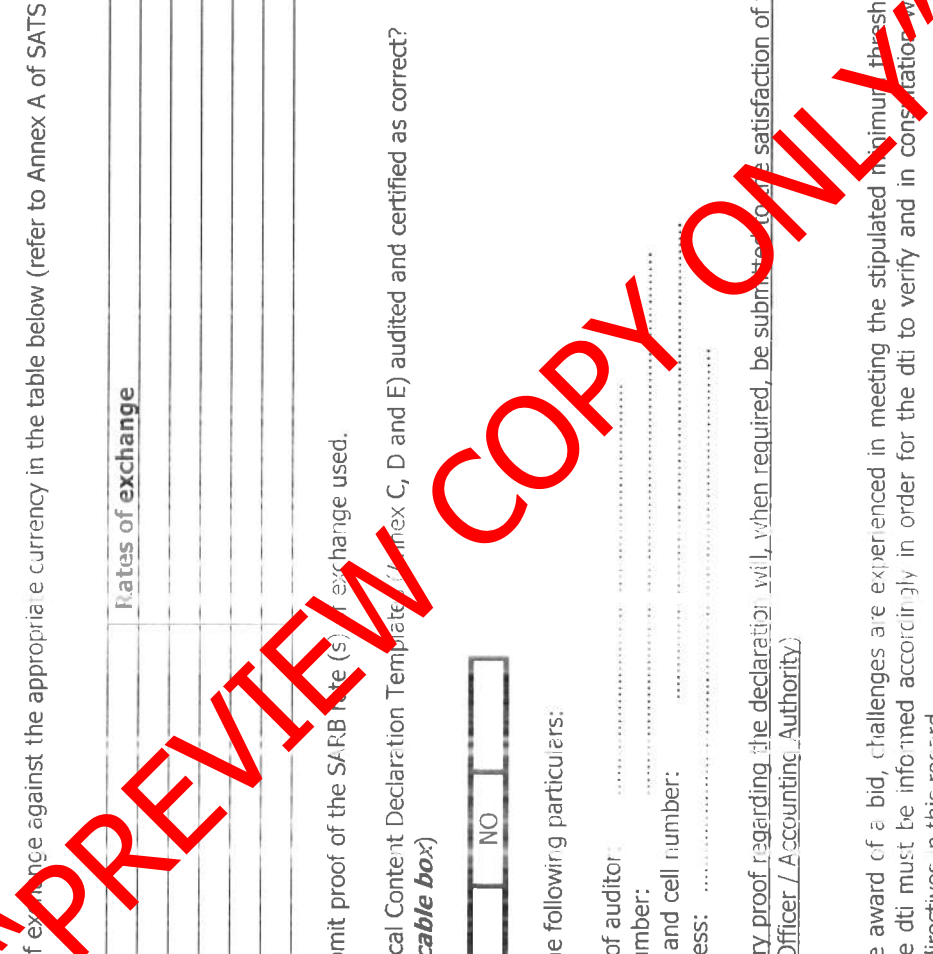 f exchange against the appropriate currency in the table below (refer to Annex A of SATS
Rates of exchange
mit proof of the SARB rate (s) of exchange used.
cal Content Declaration Templates (Annex C, D and E) audited and certified as correct?
cable box)
NO
e following particulars:
of auditor:
mber:
and cell number:
ess:
ry proof regarding the declaration will, when required, be submitted to the satisfaction of
Officer / Accounting Authority)
e award of a bid, challenges are experienced in meeting the stipulated minimum thresh
e dti must be informed accordingly in order for the dti to verify and in consultation w
directives in this regard
"PREVIEW COPY ONLY"